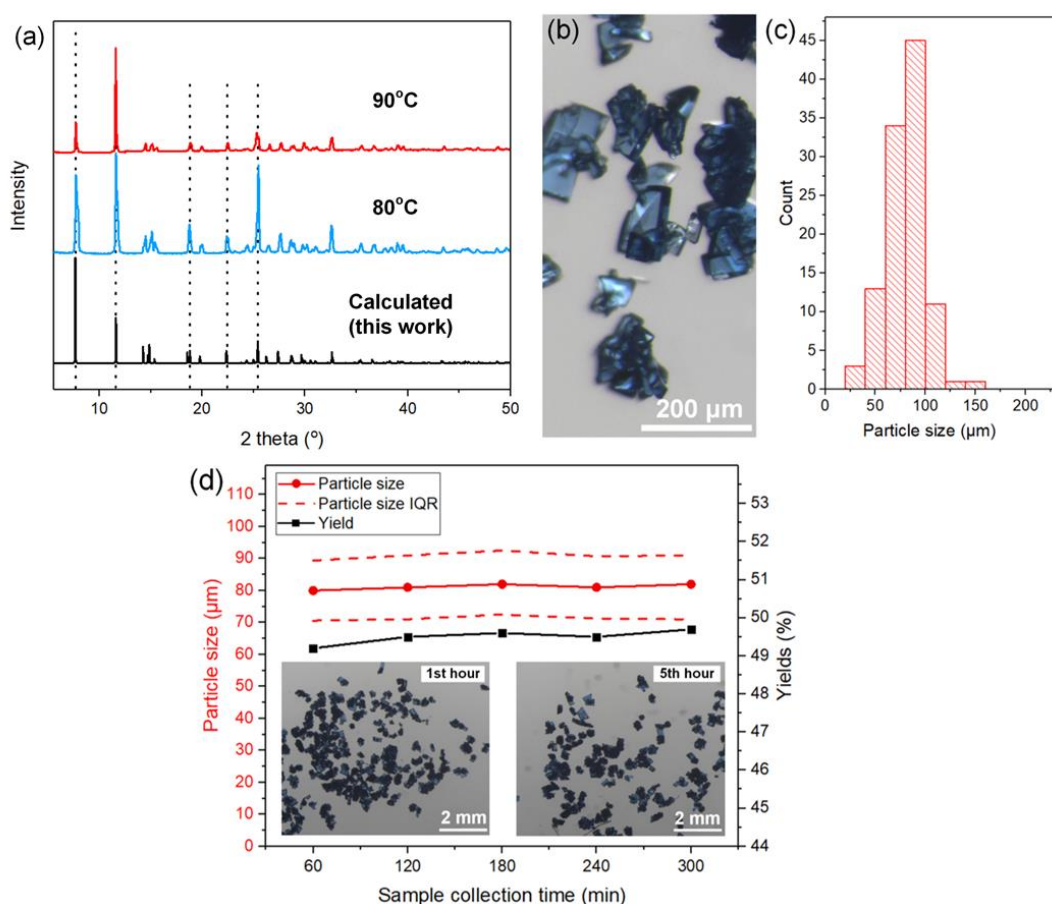 (a)
90°C
80°C
Calculated
(this work)
Intensity
10
20
30
40
50
2 theta (°)
(b)
200 µm
(c)
45
40
35
30
25
20
15
10
5
0
Count
0
50
100
150
200
Particle size (µm)
(d)
Particle size
Particle size IQR
Yield
110
100
90
80
70
60
50
40
30
20
10
0
Particle size (µm)
53
52
51
50
49
48
47
46
45
44
Yields (%)
1st hour
2 mm
5th hour
2 mm
60
120
180
240
300
Sample collection time (min)